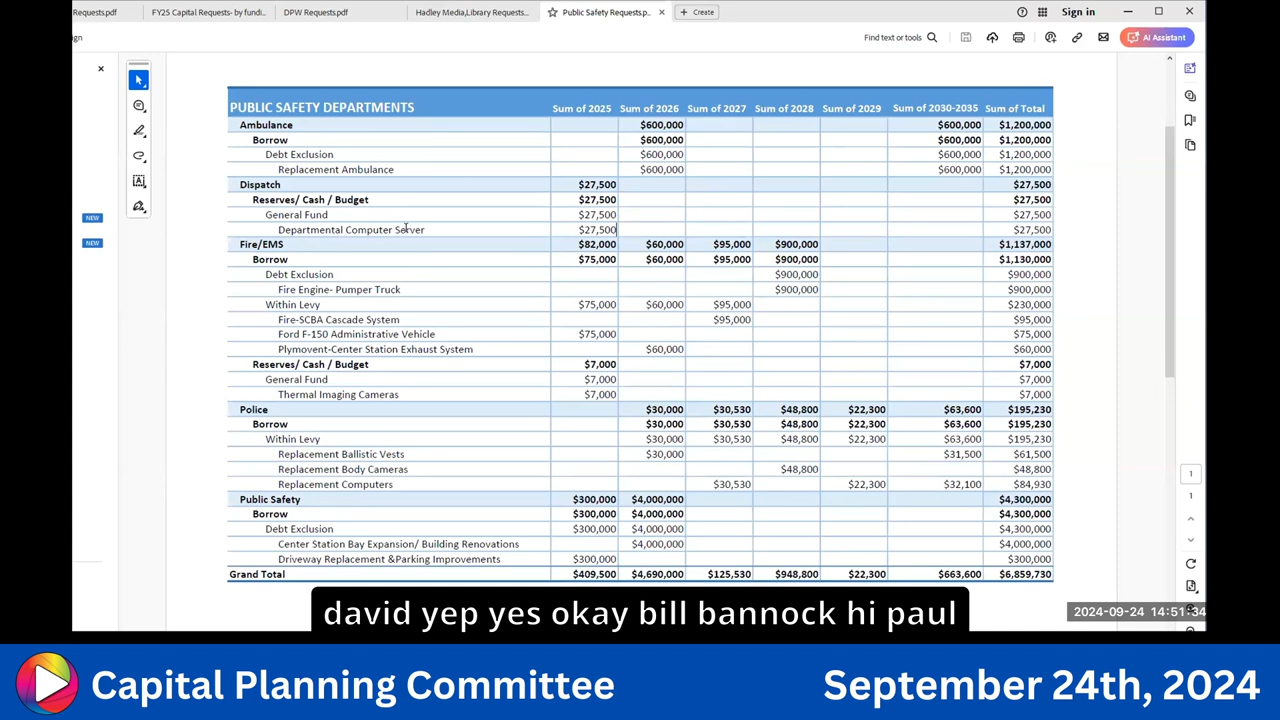 Requests.pdf FY25 Capital Requests- by fundi... DPW Requests.pdf Hadley Media,Library Requests... Public Safety Requests.p... Create Sign in
gn Find text or tools AI Assistant
PUBLIC SAFETY DEPARTMENTS Sum of 2025 Sum of 2026 Sum of 2027 Sum of 2028 Sum of 2029 Sum of 2030-2035 Sum of Total
Ambulance $600,000 $600,000 $1,200,000
Borrow $600,000 $600,000 $1,200,000
Debt Exclusion $600,000 $600,000 $1,200,000
Replacement Ambulance $600,000 $600,000 $1,200,000
Dispatch $27,500 $27,500
Reserves/ Cash / Budget $27,500 $27,500
General Fund $27,500 $27,500
NEW
Departmental Computer Server $27,500 $27,500
NEW
Fire/EMS $82,000 $60,000 $95,000 $900,000 $1,137,000
Borrow $75,000 $60,000 $95,000 $900,000 $1,130,000
Debt Exclusion $900,000 $900,000
Fire Engine- Pumper Truck $900,000 $900,000
Within Levy $75,000 $60,000 $95,000 $230,000
Fire-SCBA Cascade System $95,000 $95,000
Ford F-150 Administrative Vehicle $75,000 $75,000
Plymovent-Center Station Exhaust System $60,000 $60,000
Reserves/ Cash / Budget $7,000 $7,000
General Fund $7,000 $7,000
Thermal Imaging Cameras $7,000 $7,000
Police $30,000 $30,530 $48,800 $22,300 $63,600 $195,230
Borrow $30,000 $30,530 $48,800 $22,300 $63,600 $195,230
Within Levy $30,000 $30,530 $48,800 $22,300 $63,600 $195,230
Replacement Ballistic Vests $30,000 $31,500 $61,500
Replacement Body Cameras $48,800 $48,800
1
Replacement Computers $30,530 $22,300 $32,100 $84,930
1
Public Safety $300,000 $4,000,000 $4,300,000
Borrow $300,000 $4,000,000 $4,300,000
Debt Exclusion $300,000 $4,000,000 $4,300,000
Center Station Bay Expansion/ Building Renovations $4,000,000 $4,000,000
Driveway Replacement &Parking Improvements $300,000 $300,000
Grand Total $409,500 $4,690,000 $125,530 $948,800 $22,300 $663,600 $6,859,730
david yep yes okay bill bannock hi paul
2024-09-24 14:51:34
Capital Planning Committee September 24th, 2024